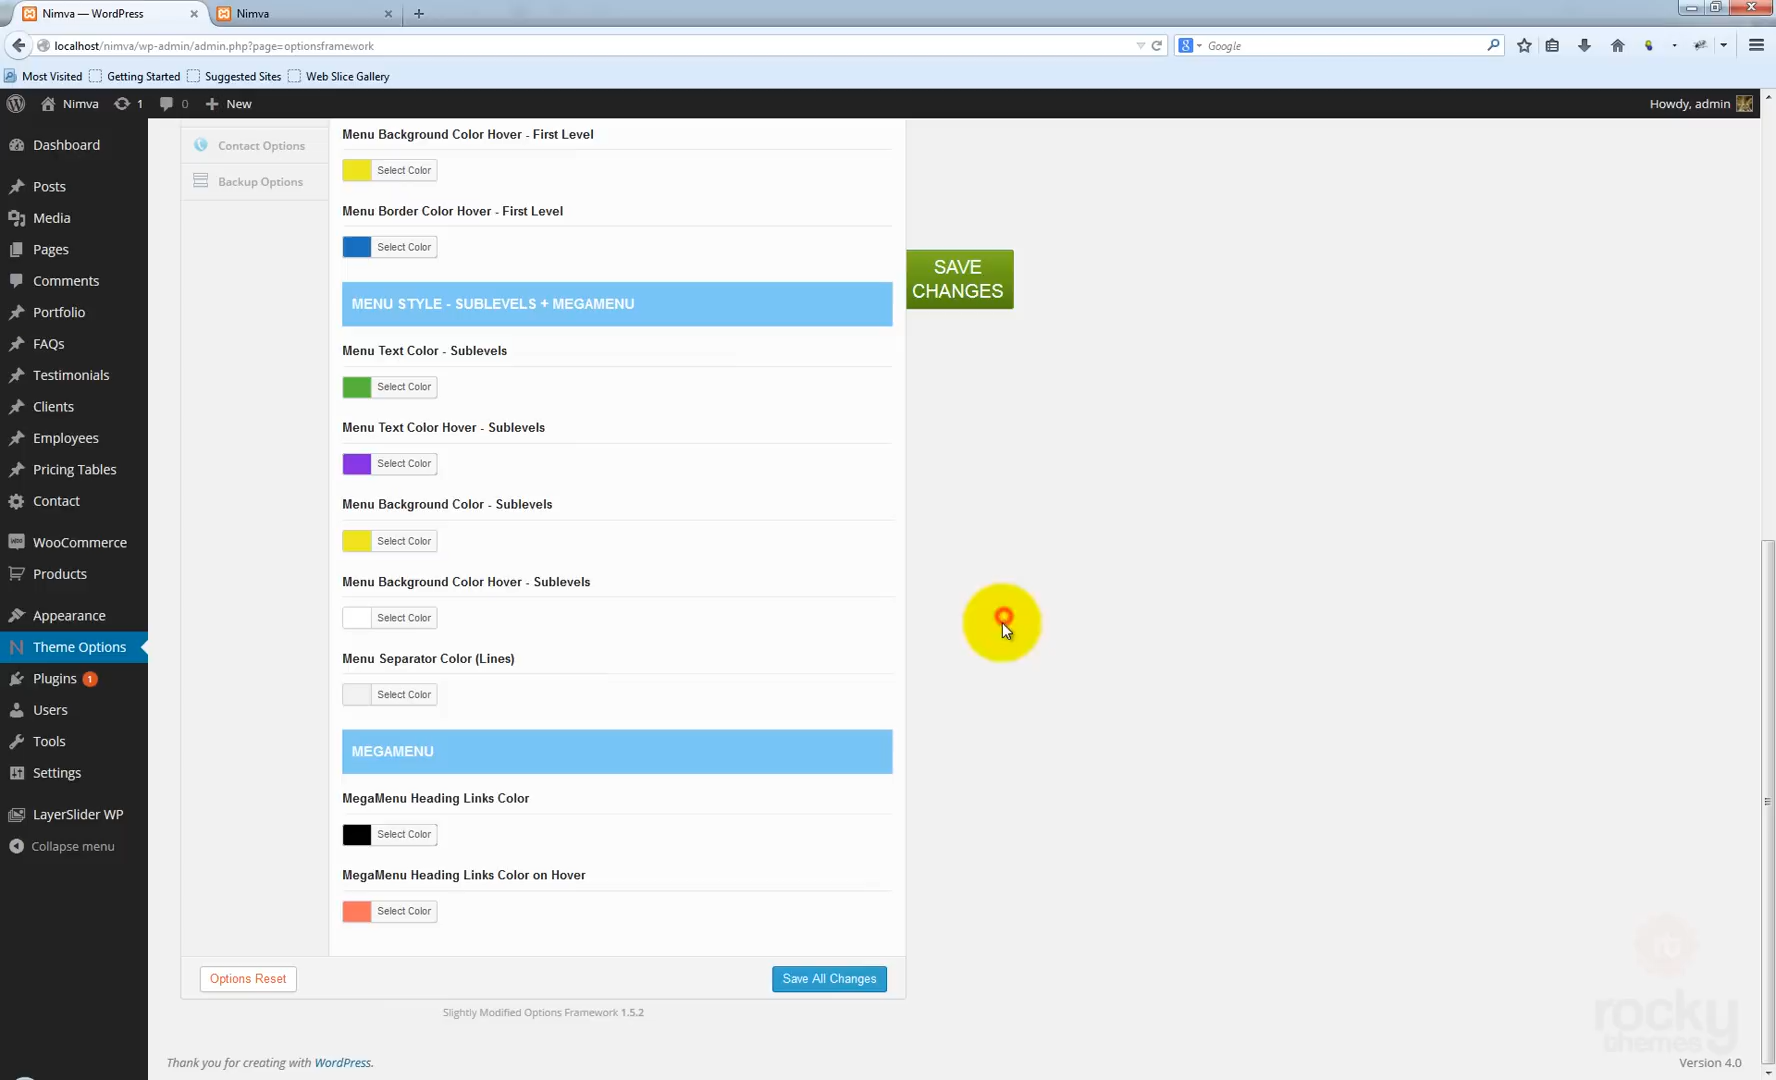 Nimva — WordPress
Nimva
localhost/nimva/wp-admin/admin.php?page=optionsframework
Google
Most Visited
Getting Started
Suggested Sites
Web Slice Gallery
Nimva
1
0
New
Howdy, admin
Dashboard
Posts
Media
Pages
Comments
Portfolio
FAQs
Testimonials
Clients
Employees
Pricing Tables
Contact
WooCommerce
Products
Appearance
Theme Options
Plugins 1
Users
Tools
Settings
LayerSlider WP
Collapse menu
Contact Options
Backup Options
Menu Background Color Hover - First Level
Select Color
Menu Border Color Hover - First Level
Select Color
MENU STYLE - SUBLEVELS + MEGAMENU
Menu Text Color - Sublevels
Select Color
Menu Text Color Hover - Sublevels
Select Color
Menu Background Color - Sublevels
Select Color
Menu Background Color Hover - Sublevels
Select Color
Menu Separator Color (Lines)
Select Color
MEGAMENU
MegaMenu Heading Links Color
Select Color
MegaMenu Heading Links Color on Hover
Select Color
SAVE
CHANGES
Options Reset
Save All Changes
Slightly Modified Options Framework 1.5.2
rocky
themes
Thank you for creating with WordPress.
Version 4.0